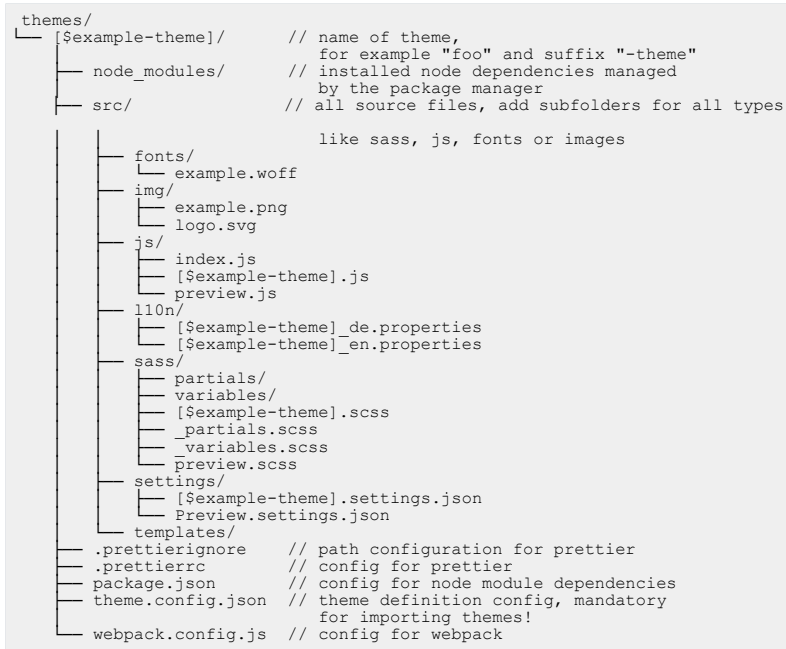 themes/
└── [$example-theme]/      // name of theme,
                              for example "foo" and suffix "-theme"
    ├── node_modules/      // installed node dependencies managed
    │                         by the package manager
    ├── src/               // all source files, add subfolders for all types
    │   │                     like sass, js, fonts or images
    │   ├── fonts/
    │   │   └── example.woff
    │   ├── img/
    │   │   ├── example.png
    │   │   └── logo.svg
    │   ├── js/
    │   │   ├── index.js
    │   │   ├── [$example-theme].js
    │   │   └── preview.js
    │   ├── l10n/
    │   │   ├── [$example-theme]_de.properties
    │   │   └── [$example-theme]_en.properties
    │   ├── sass/
    │   │   ├── partials/
    │   │   ├── variables/
    │   │   ├── [$example-theme].scss
    │   │   ├── _partials.scss
    │   │   ├── _variables.scss
    │   │   └── preview.scss
    │   ├── settings/
    │   │   ├── [$example-theme].settings.json
    │   │   └── Preview.settings.json
    │   └── templates/
    ├── .prettierignore    // path configuration for prettier
    ├── .prettierrc        // config for prettier
    ├── package.json       // config for node module dependencies
    ├── theme.config.json  // theme definition config, mandatory
    │                         for importing themes!
    └── webpack.config.js  // config for webpack